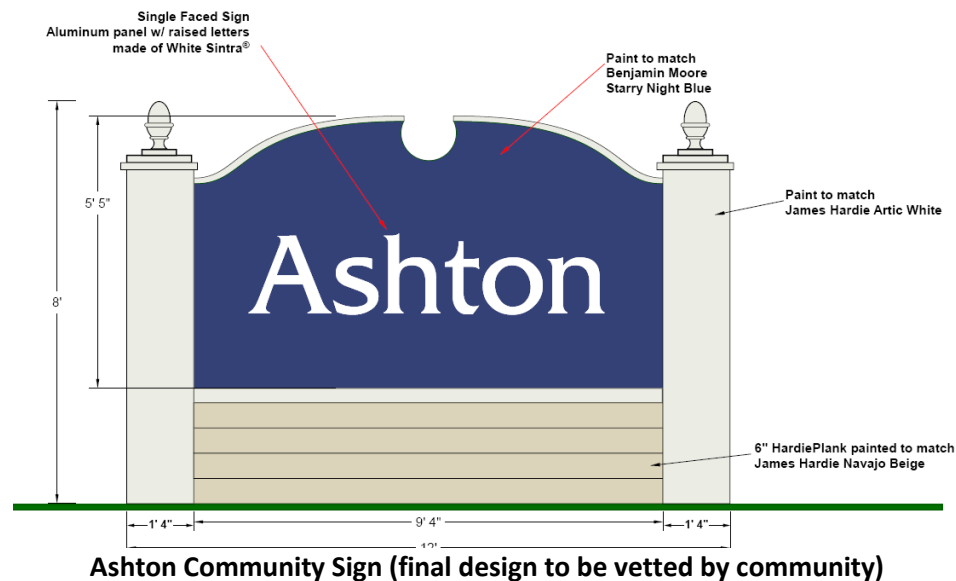 Single Faced Sign
Aluminum panel w/ raised letters
made of White Sintra®
Paint to match
Benjamin Moore
Starry Night Blue
5' 5"
Paint to match
James Hardie Artic White
8'
Ashton
6" HardiePlank painted to match
James Hardie Navajo Beige
1' 4"
9' 4"
1' 4"
12'
Ashton Community Sign (final design to be vetted by community)